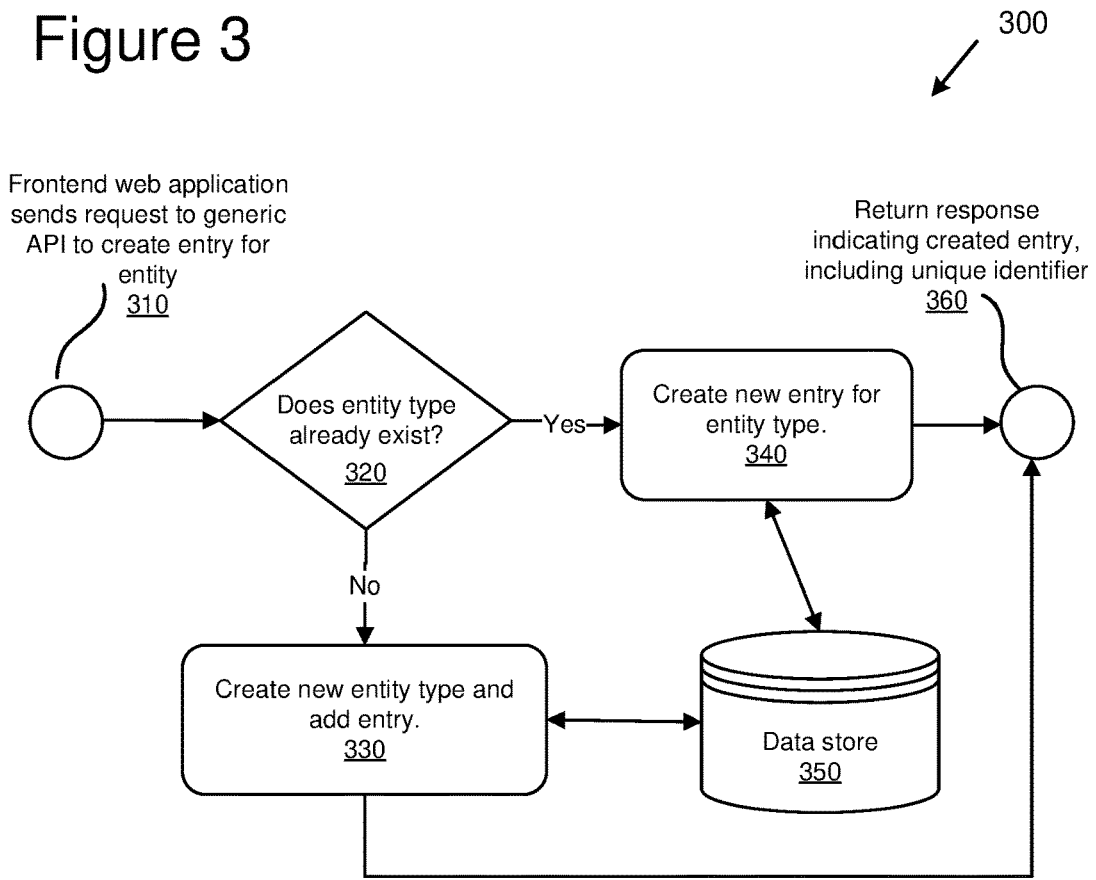 Figure 3
300
Frontend web application
sends request to generic
API to create entry for
entity
310
Return response
indicating created entry,
including unique identifier
360
Does entity type
already exist?
320
Yes
Create new entry for
entity type.
340
No
Create new entity type and
add entry.
330
Data store
350